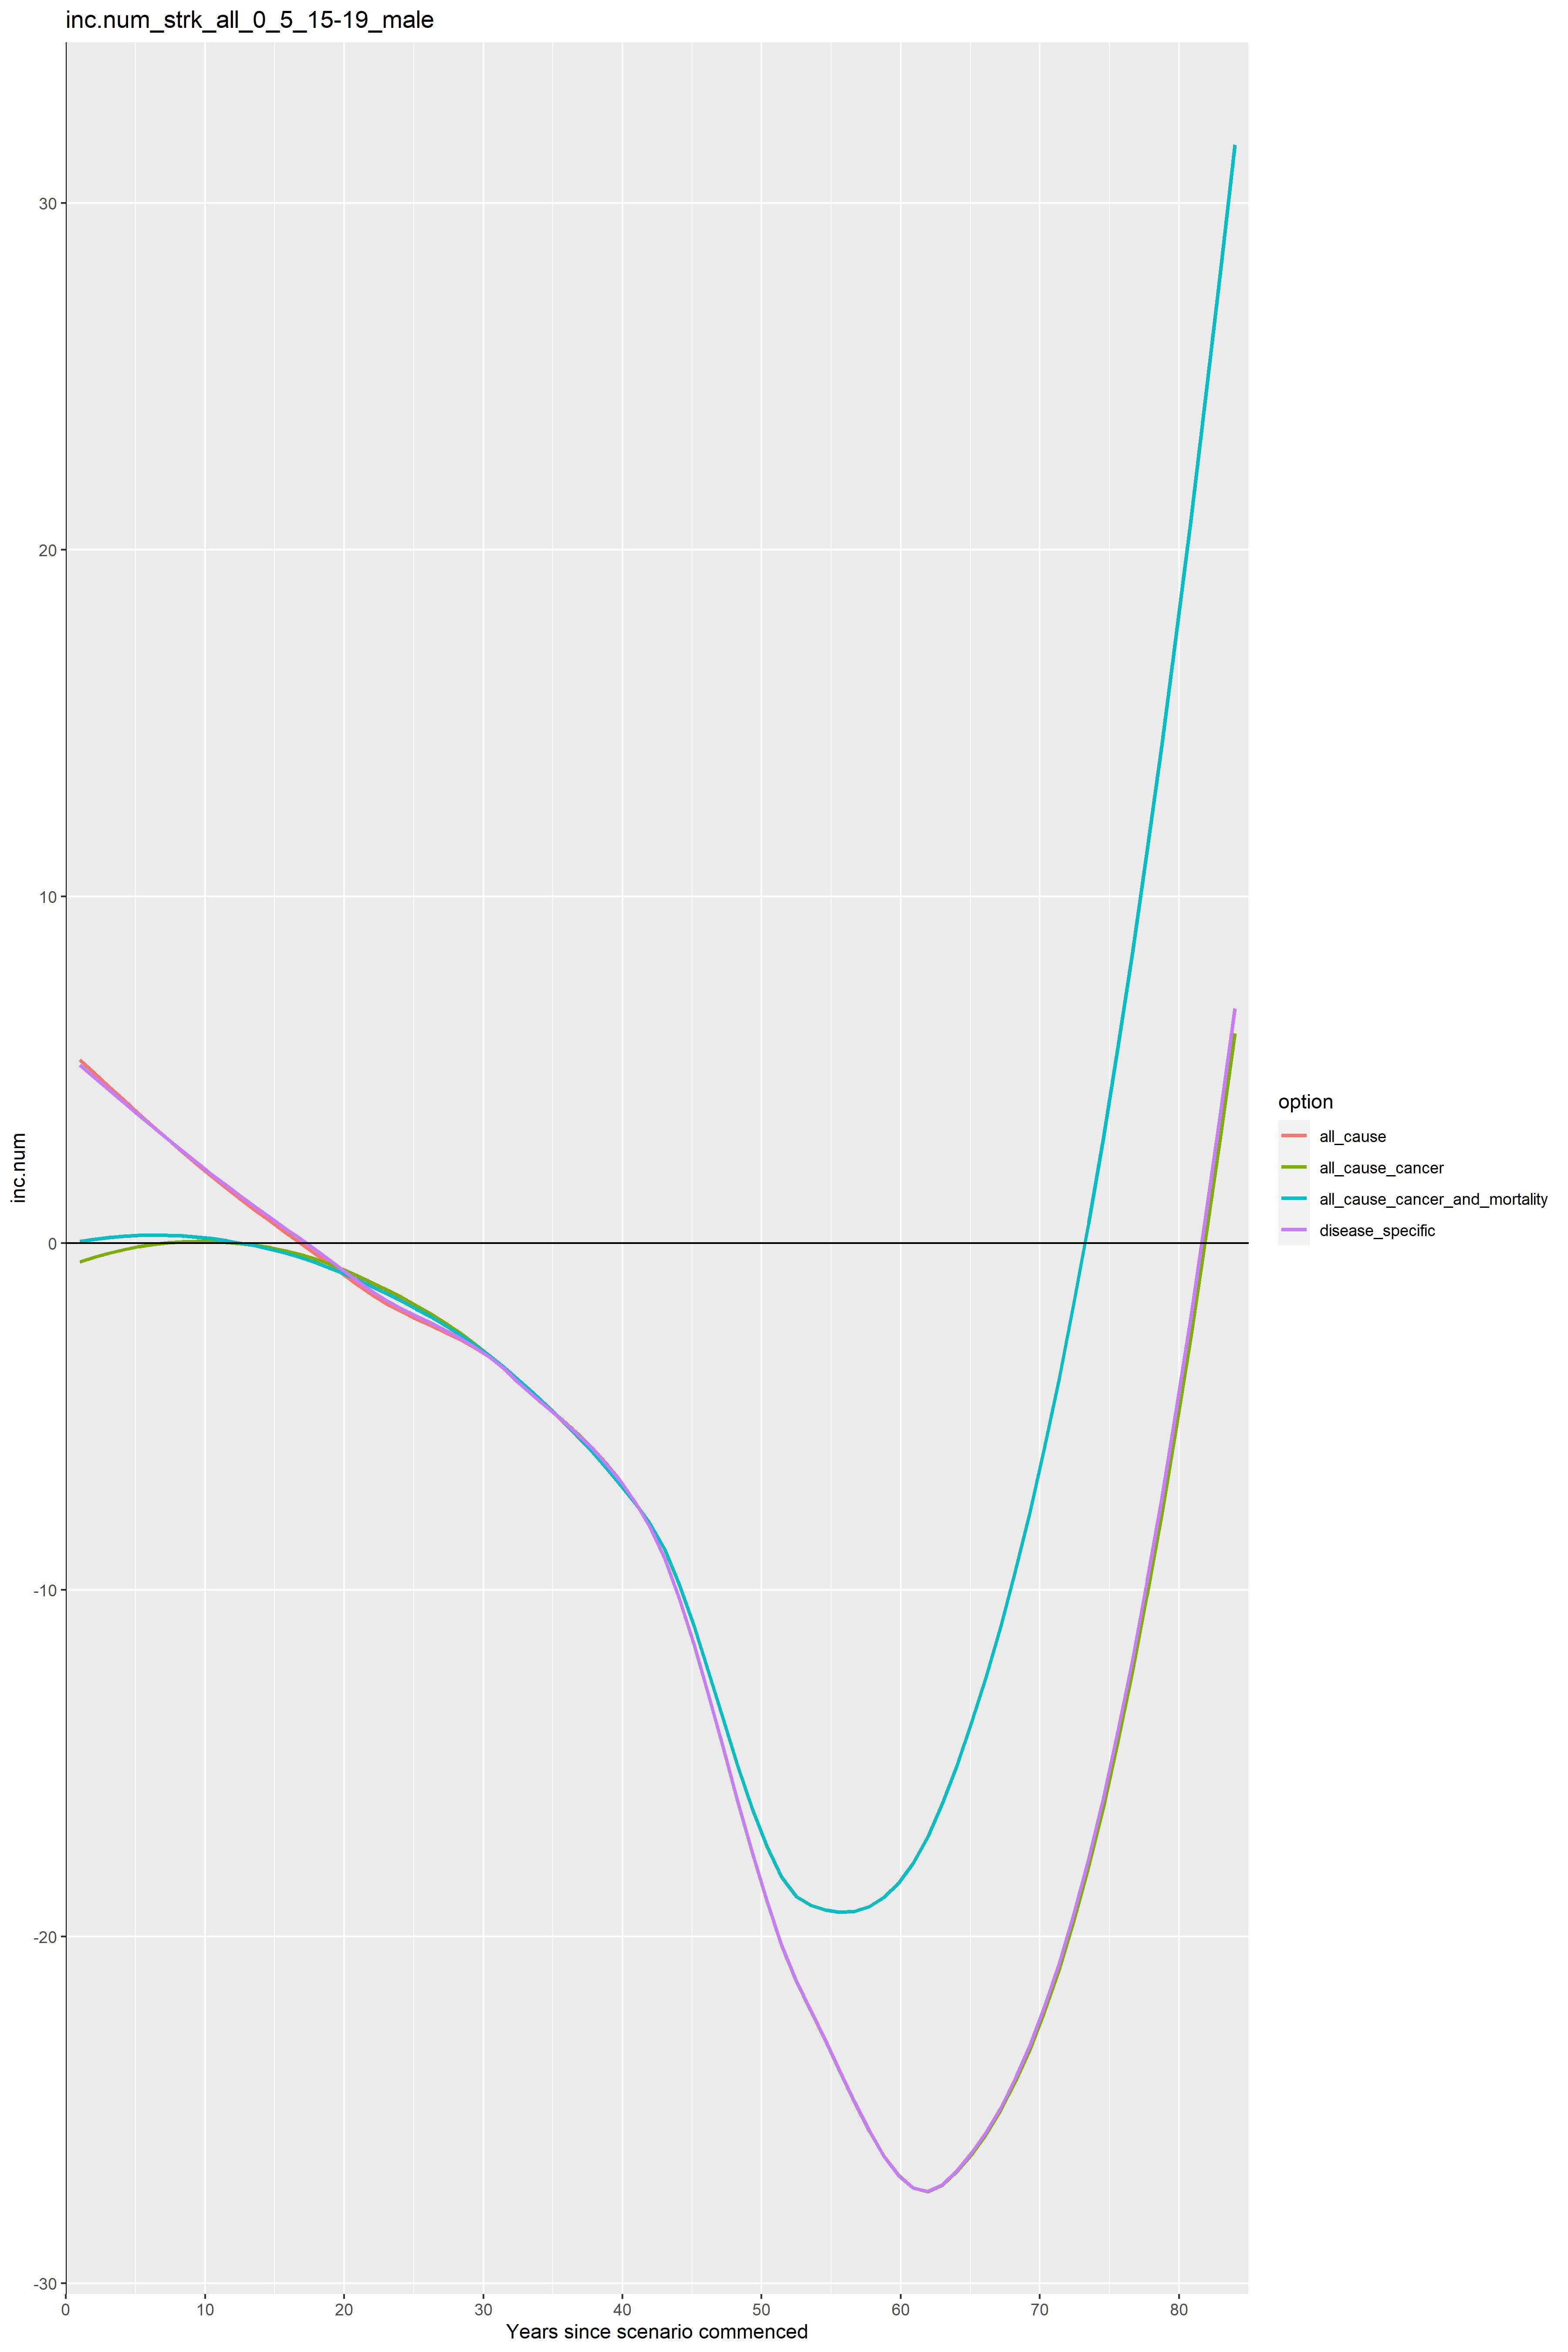 inc.num_strk_all_0_5_15-19_male
30
20
10
0
-10
-20
-30
inc.num
0 10 20 30 40 50 60 70 80
Years since scenario commenced
option
all_cause
all_cause_cancer
all_cause_cancer_and_mortality
disease_specific